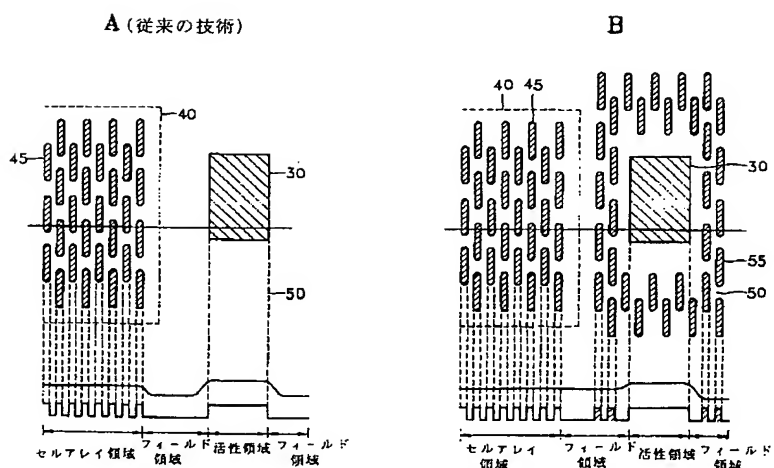 A (従来の技術)
40
45
30
50
セルアレイ領域
フィールド
領域
活性領域
フィールド
領域
B
40
45
30
55
50
セルアレイ
領域
フィールド
領域
活性領域
フィールド
領域